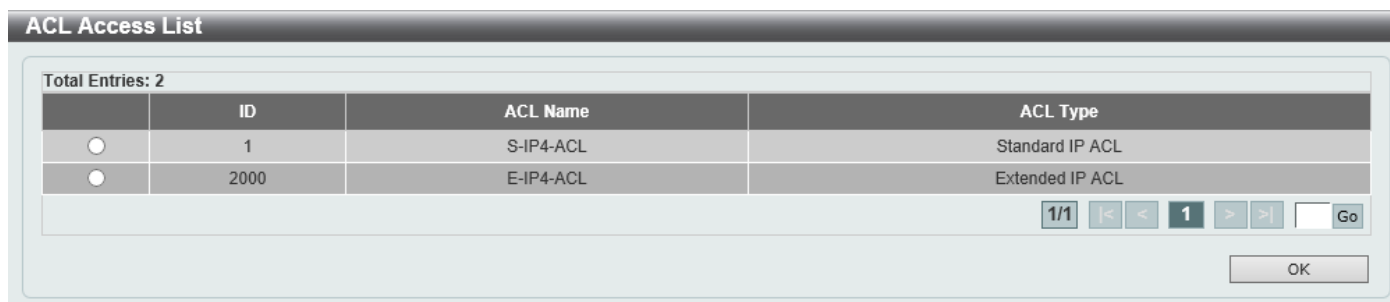 ACL Access List
Total Entries: 2
ID ACL Name ACL Type
1 S-IP4-ACL Standard IP ACL
2000 E-IP4-ACL Extended IP ACL
1/1 |< < 1 > >| Go
OK